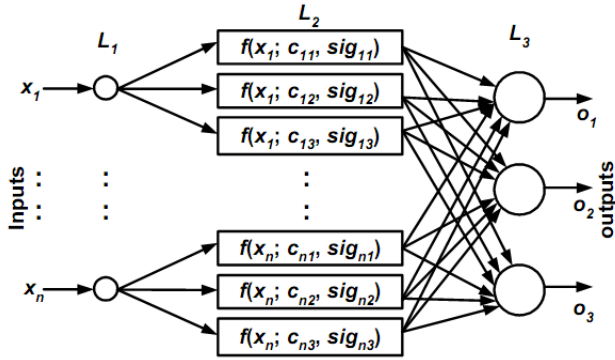 L1 L2 L3
x1 f(x1; c11, sig11)
f(x1; c12, sig12)
f(x1; c13, sig13)
o1
Inputs : : :
: : :
o2 outputs
f(xn; cn1, sign1)
xn f(xn; cn2, sign2)
f(xn; cn3, sign3)
o3